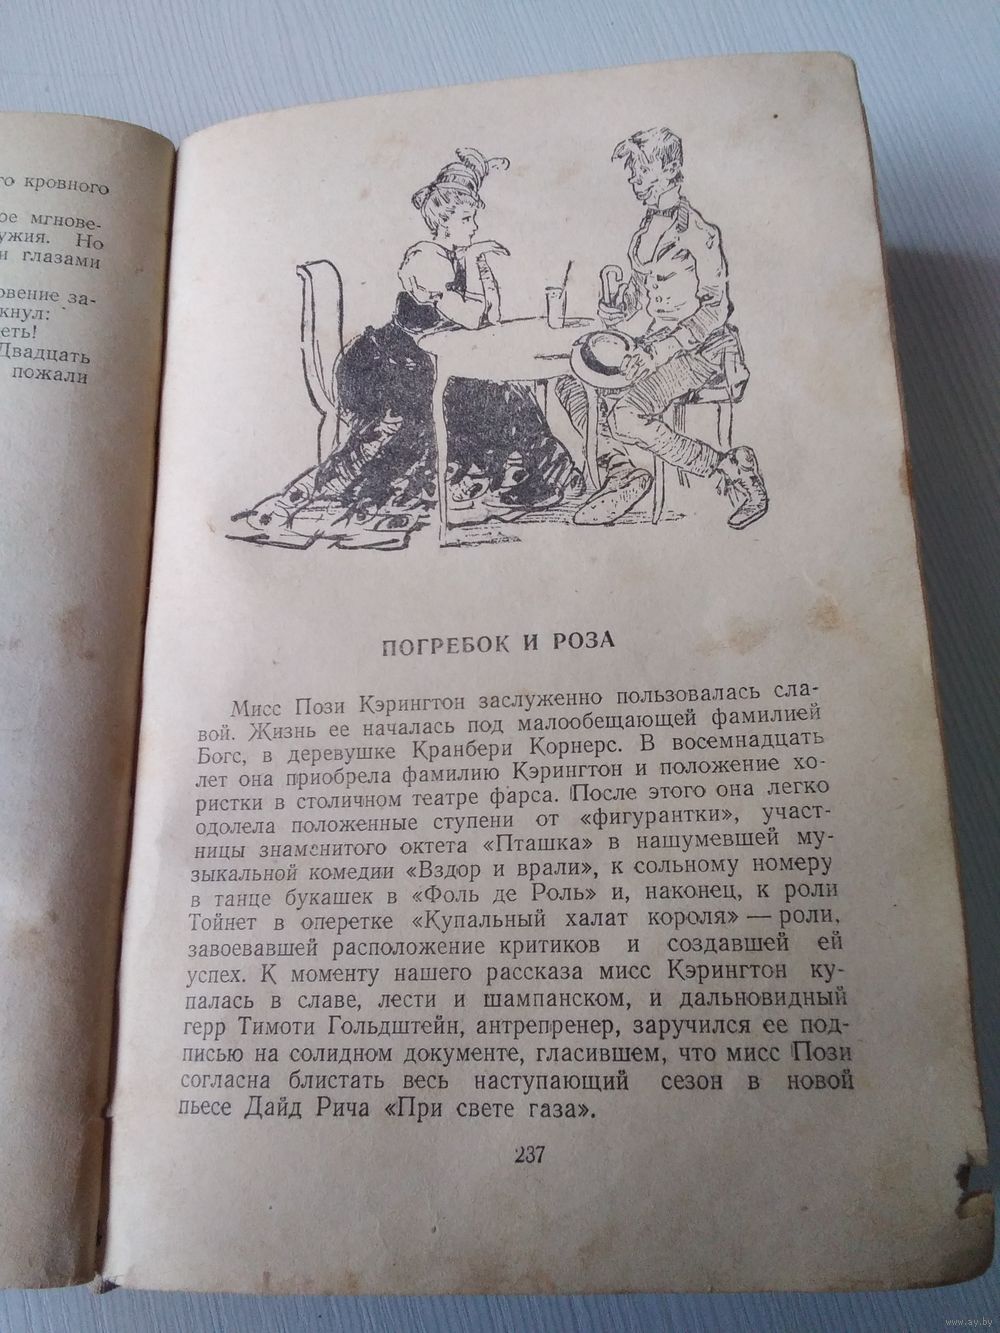 го кровного
ое мгнове-
ужия. Но
и глазами
овение за-
кнул:
еть!
Двадцать
пожали
ПОГРЕБОК И РОЗА
Мисс Пози Кэрингтон заслуженно пользовалась сла-
вой. Жизнь ее началась под малообещающей фамилией
Богс, в деревушке Кранбери Корнерс. В восемнадцать
лет она приобрела фамилию Кэрингтон и положение хо-
ристки в столичном театре фарса. После этого она легко
одолела положенные ступени от «фигурантки», участ-
ницы знаменитого октета «Пташка» в нашумевшей му-
зыкальной комедии «Вздор и врали», к сольному номеру
в танце букашек в «Фоль де Роль» и, наконец, к роли
Тойнет в оперетке «Купальный халат короля» — роли,
завоевавшей расположение критиков и создавшей ей
успех. К моменту нашего рассказа мисс Кэрингтон ку-
палась в славе, лести и шампанском, и дальновидный
герр Тимоти Гольдштейн, антрепренер, заручился ее под-
писью на солидном документе, гласившем, что мисс Пози
согласна блистать весь наступающий сезон в новой
пьесе Дайд Рича «При свете газа».
237
www.ay.by